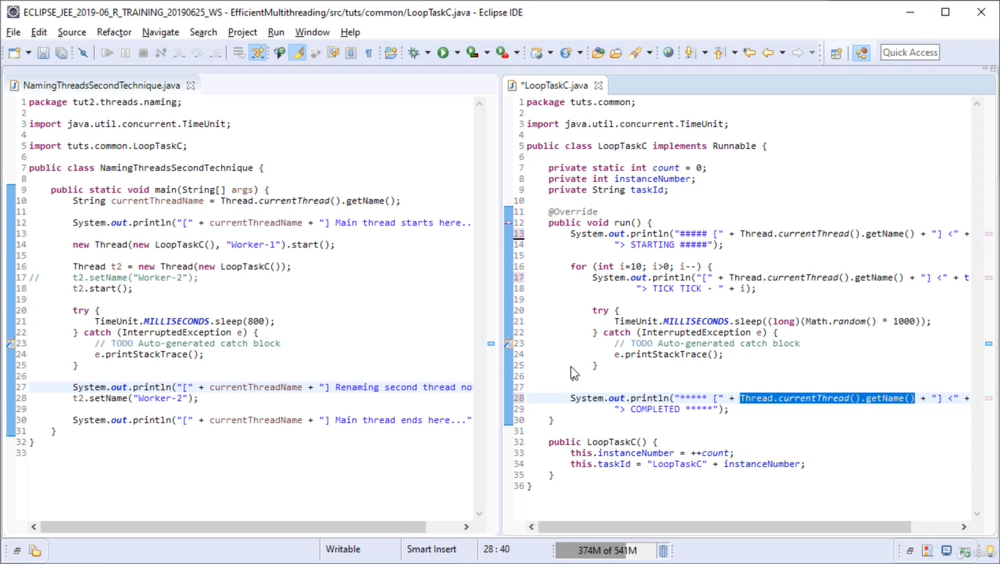 ECLIPSE_JEE_2019-06_R_TRAINING_20190625_WS - EfficientMultithreading/src/tuts/common/LoopTaskC.java - Eclipse IDE
File Edit Source Refactor Navigate Search Project Run Window Help
Quick Access
NamingThreadsSecondTechnique.java
1 package tut2.threads.naming;
2
3 import java.util.concurrent.TimeUnit;
4
5 import tuts.common.LoopTaskC;
6
7 public class NamingThreadsSecondTechnique {
8
9 public static void main(String[] args) {
10 String currentThreadName = Thread.currentThread().getName();
11
12 System.out.println("[" + currentThreadName + "] Main thread starts here..
13
14 new Thread(new LoopTaskC(), "Worker-1").start();
15
16 Thread t2 = new Thread(new LoopTaskC());
17 // t2.setName("Worker-2");
18 t2.start();
19
20 try {
21 TimeUnit.MILLISECONDS.sleep(800);
22 } catch (InterruptedException e) {
23 // TODO Auto-generated catch block
24 e.printStackTrace();
25 }
26
27 System.out.println("[" + currentThreadName + "] Renaming second thread no
28 t2.setName("Worker-2");
29
30 System.out.println("[" + currentThreadName + "] Main thread ends here..."
31 }
32 }
33
*LoopTaskC.java
1 package tuts.common;
2
3 import java.util.concurrent.TimeUnit;
4
5 public class LoopTaskC implements Runnable {
6
7 private static int count = 0;
8 private int instanceNumber;
9 private String taskId;
10
11 @Override
12 public void run() {
13 System.out.println("##### [" + Thread.currentThread().getName() + "] <" +
14 "> STARTING #####");
15
16 for (int i=10; i>0; i--) {
17 System.out.println("[" + Thread.currentThread().getName() + "] <" + t
18 "> TICK TICK - " + i);
19
20 try {
21 TimeUnit.MILLISECONDS.sleep((long)(Math.random() * 1000));
22 } catch (InterruptedException e) {
23 // TODO Auto-generated catch block
24 e.printStackTrace();
25 }
26
27
28 System.out.println("***** [" + Thread.currentThread().getName() + "] <" +
29 "> COMPLETED *****");
30 }
31
32 public LoopTaskC() {
33 this.instanceNumber = ++count;
34 this.taskId = "LoopTaskC" + instanceNumber;
35 }
36 }
Writable Smart Insert 28 : 40 374M of 541M